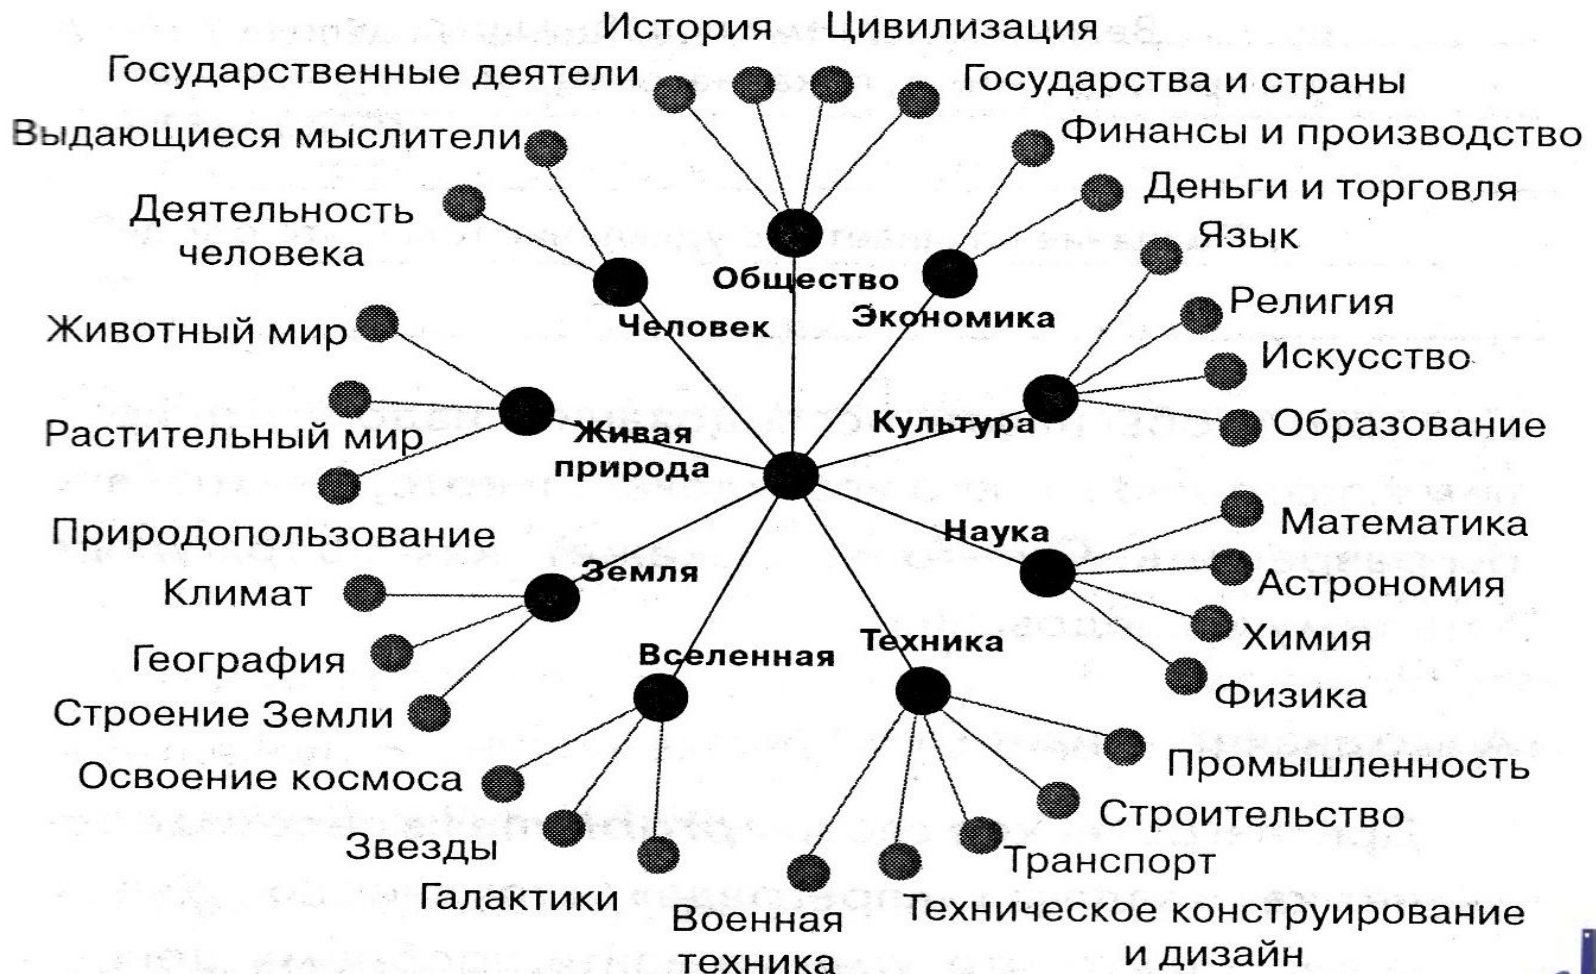 История Цивилизация
Государственные деятели
Государства и страны
Выдающиеся мыслители
Финансы и производство
Деятельность
человека
Деньги и торговля
Язык
Общество
Человек
Экономика
Религия
Животный мир
Искусство
Растительный мир
Живая
природа
Культура
Образование
Природопользование
Наука
Математика
Земля
Климат
Астрономия
География
Вселенная
Техника
Химия
Строение Земли
Физика
Освоение космоса
Промышленность
Звезды
Строительство
Транспорт
Галактики
Военная
техника
Техническое конструирование
и дизайн